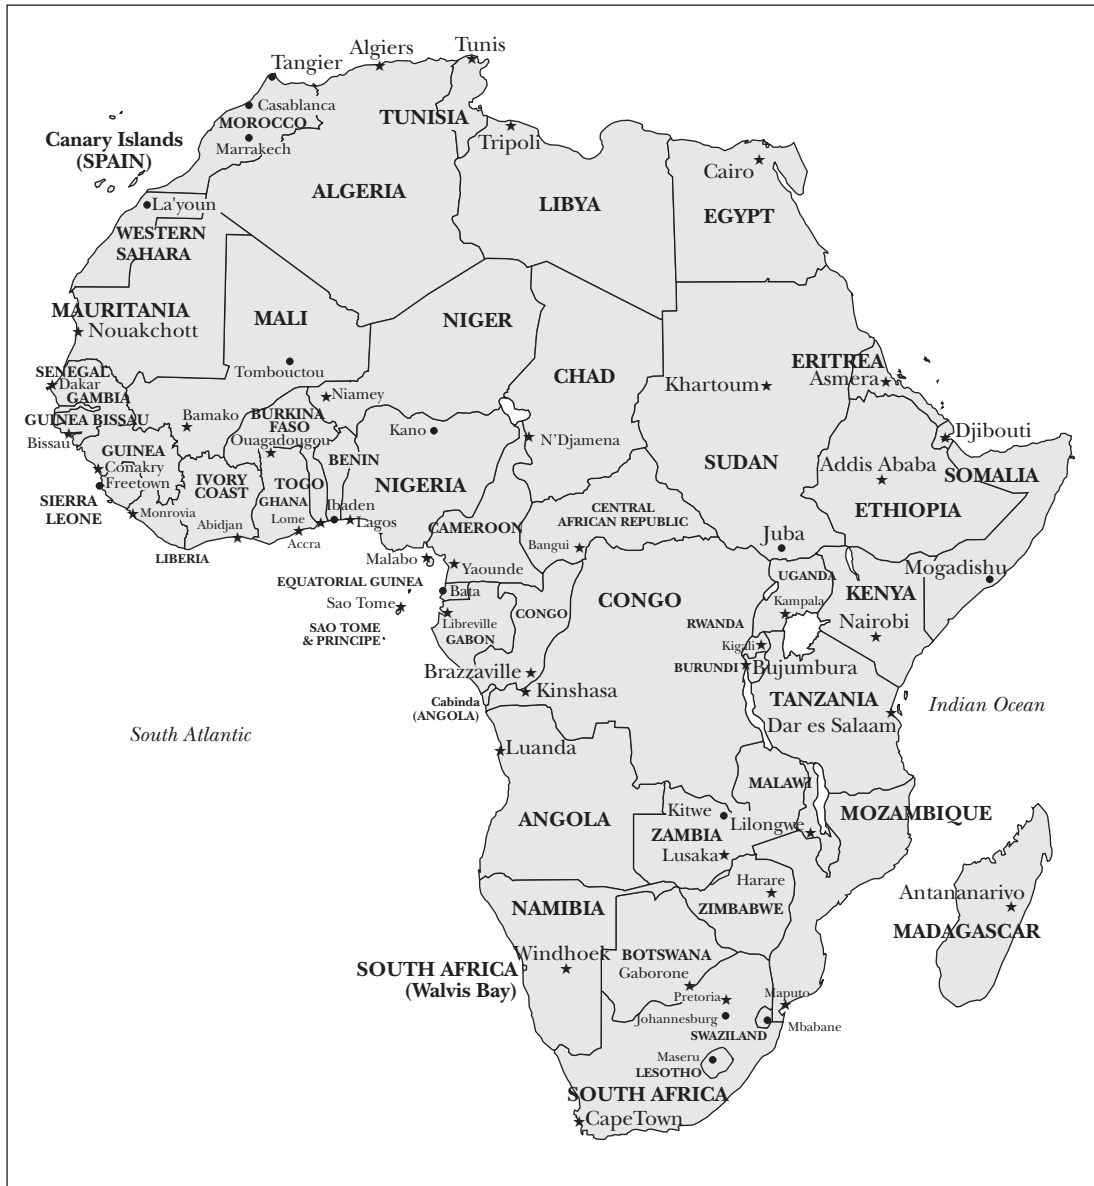 Tunis
Algiers
Tangier
Casablanca
MOROCCO
TUNISIA
Tripoli
Canary Islands
(SPAIN)
Marrakech
Cairo
ALGERIA
LIBYA
EGYPT
La'youn
WESTERN
SAHARA
MAURITANIA
Nouakchott
MALI
NIGER
Tombouctou
CHAD
ERITREA
Khartoum
Asmera
SENEGAL
Dakar
GAMBIA
Niamey
GUINEA BISSAU
Bamako
BURKINA
FASO
Kano
N'Djamena
Djibouti
Bissau
Ouagadougou
GUINEA
Conakry
Freetown
BENIN
SUDAN
Addis Ababa
SOMALIA
IVORY
COAST
TOGO
GHANA
NIGERIA
SIERRA
LEONE
Monrovia
Abidjan
Lome
Ibaden
Lagos
CENTRAL
AFRICAN REPUBLIC
ETHIOPIA
CAMEROON
Accra
LIBERIA
Bangui
Juba
Malabo
Yaounde
Mogadishu
EQUATORIAL GUINEA
Bata
UGANDA
KENYA
Sao Tome
CONGO
CONGO
Kampala
Libreville
GABON
SAO TOME
& PRINCIPE
RWANDA
Nairobi
Kigali
Brazzaville
BURUNDI
Bujumbura
Kinshasa
Cabinda
(ANGOLA)
TANZANIA
Indian Ocean
Dar es Salaam
South Atlantic
Luanda
MALAWI
ANGOLA
Kitwe
Lilongwe
MOZAMBIQUE
ZAMBIA
Lusaka
Harare
Antananarivo
NAMIBIA
ZIMBABWE
MADAGASCAR
Windhoek
BOTSWANA
SOUTH AFRICA
(Walvis Bay)
Gaborone
Pretoria
Maputo
Johannesburg
Mbabane
SWAZILAND
Maseru
LESOTHO
SOUTH AFRICA
CapeTown